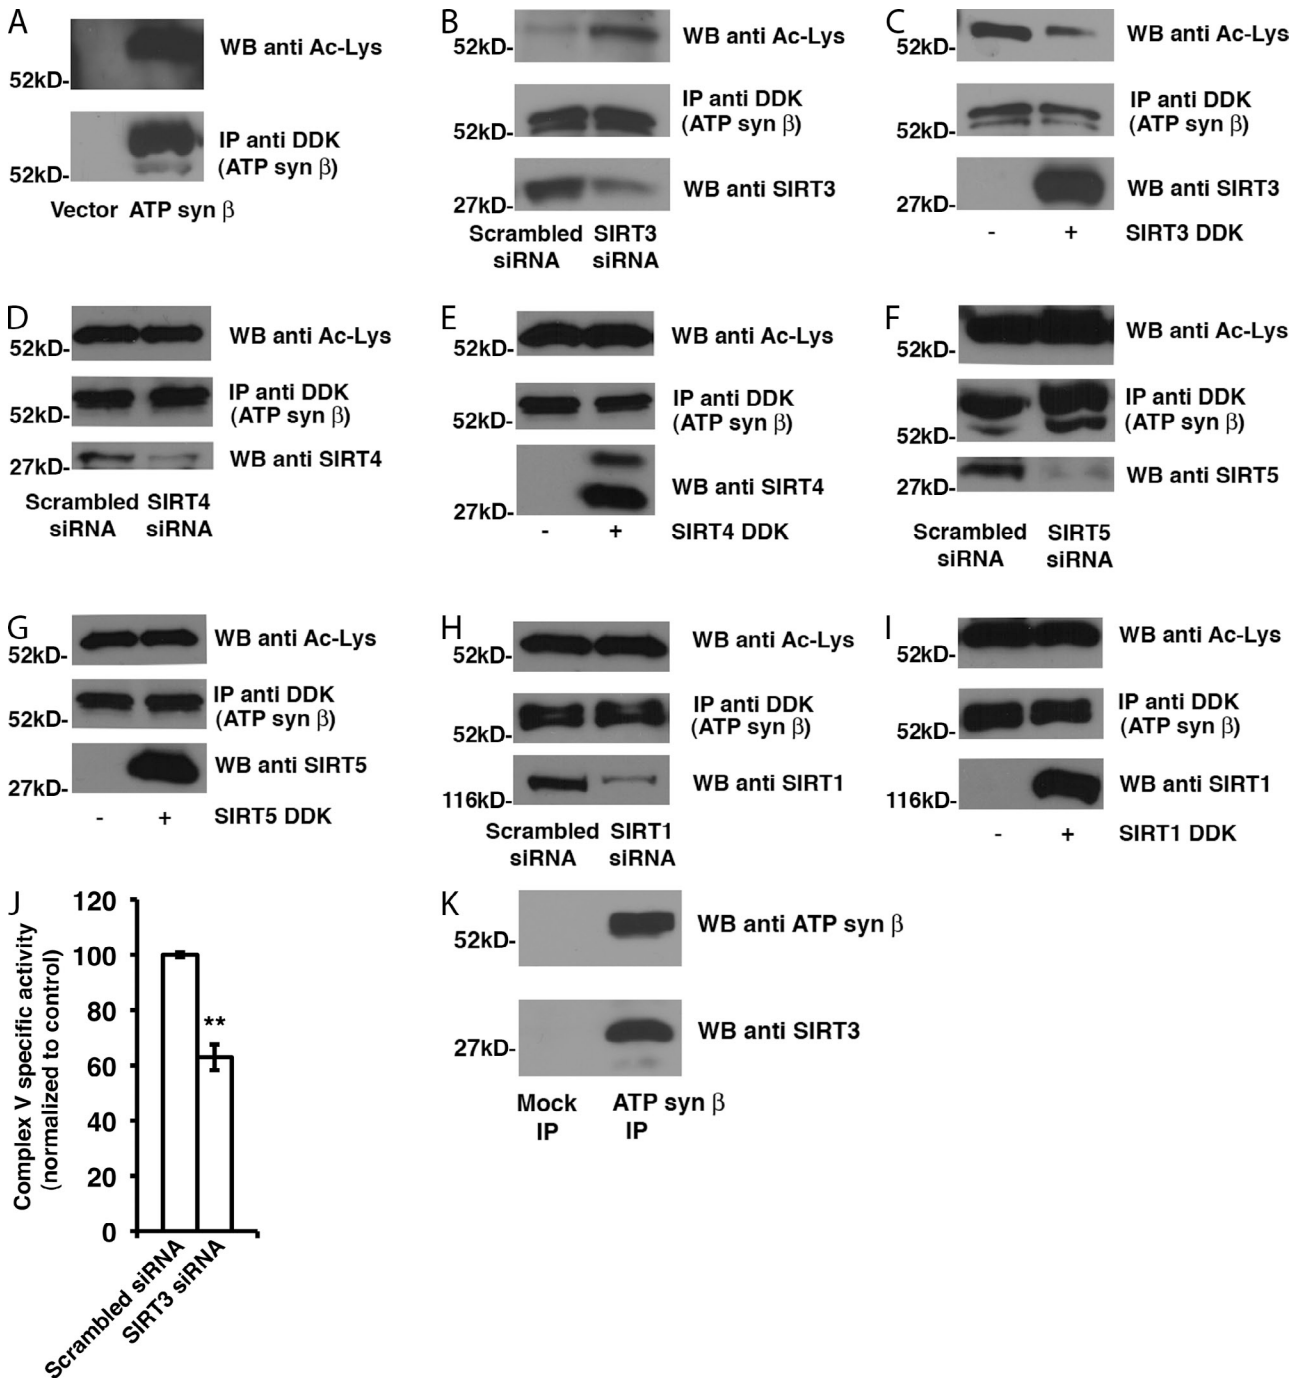 A
WB anti Ac-Lys
52kD-
IP anti DDK
(ATP syn β)
52kD-
Vector ATP syn β
B
WB anti Ac-Lys
52kD-
IP anti DDK
(ATP syn β)
52kD-
WB anti SIRT3
27kD-
Scrambled SIRT3
siRNA siRNA
C
WB anti Ac-Lys
52kD-
IP anti DDK
(ATP syn β)
52kD-
WB anti SIRT3
27kD-
- + SIRT3 DDK
D
WB anti Ac-Lys
52kD-
IP anti DDK
(ATP syn β)
52kD-
WB anti SIRT4
27kD-
Scrambled SIRT4
siRNA siRNA
E
WB anti Ac-Lys
52kD-
IP anti DDK
(ATP syn β)
52kD-
WB anti SIRT4
27kD-
- + SIRT4 DDK
F
WB anti Ac-Lys
52kD-
IP anti DDK
(ATP syn β)
52kD-
WB anti SIRT5
27kD-
Scrambled SIRT5
siRNA siRNA
G
WB anti Ac-Lys
52kD-
IP anti DDK
(ATP syn β)
52kD-
WB anti SIRT5
27kD-
- + SIRT5 DDK
H
WB anti Ac-Lys
52kD-
IP anti DDK
(ATP syn β)
52kD-
WB anti SIRT1
116kD-
Scrambled SIRT1
siRNA siRNA
I
WB anti Ac-Lys
52kD-
IP anti DDK
(ATP syn β)
52kD-
WB anti SIRT1
116kD-
- + SIRT1 DDK
J
Complex V specific activity
(normalized to control)
120
100
80
60
40
20
0
**
Scrambled siRNA
SIRT3 siRNA
K
WB anti ATP syn β
52kD-
WB anti SIRT3
27kD-
Mock ATP syn β
IP IP